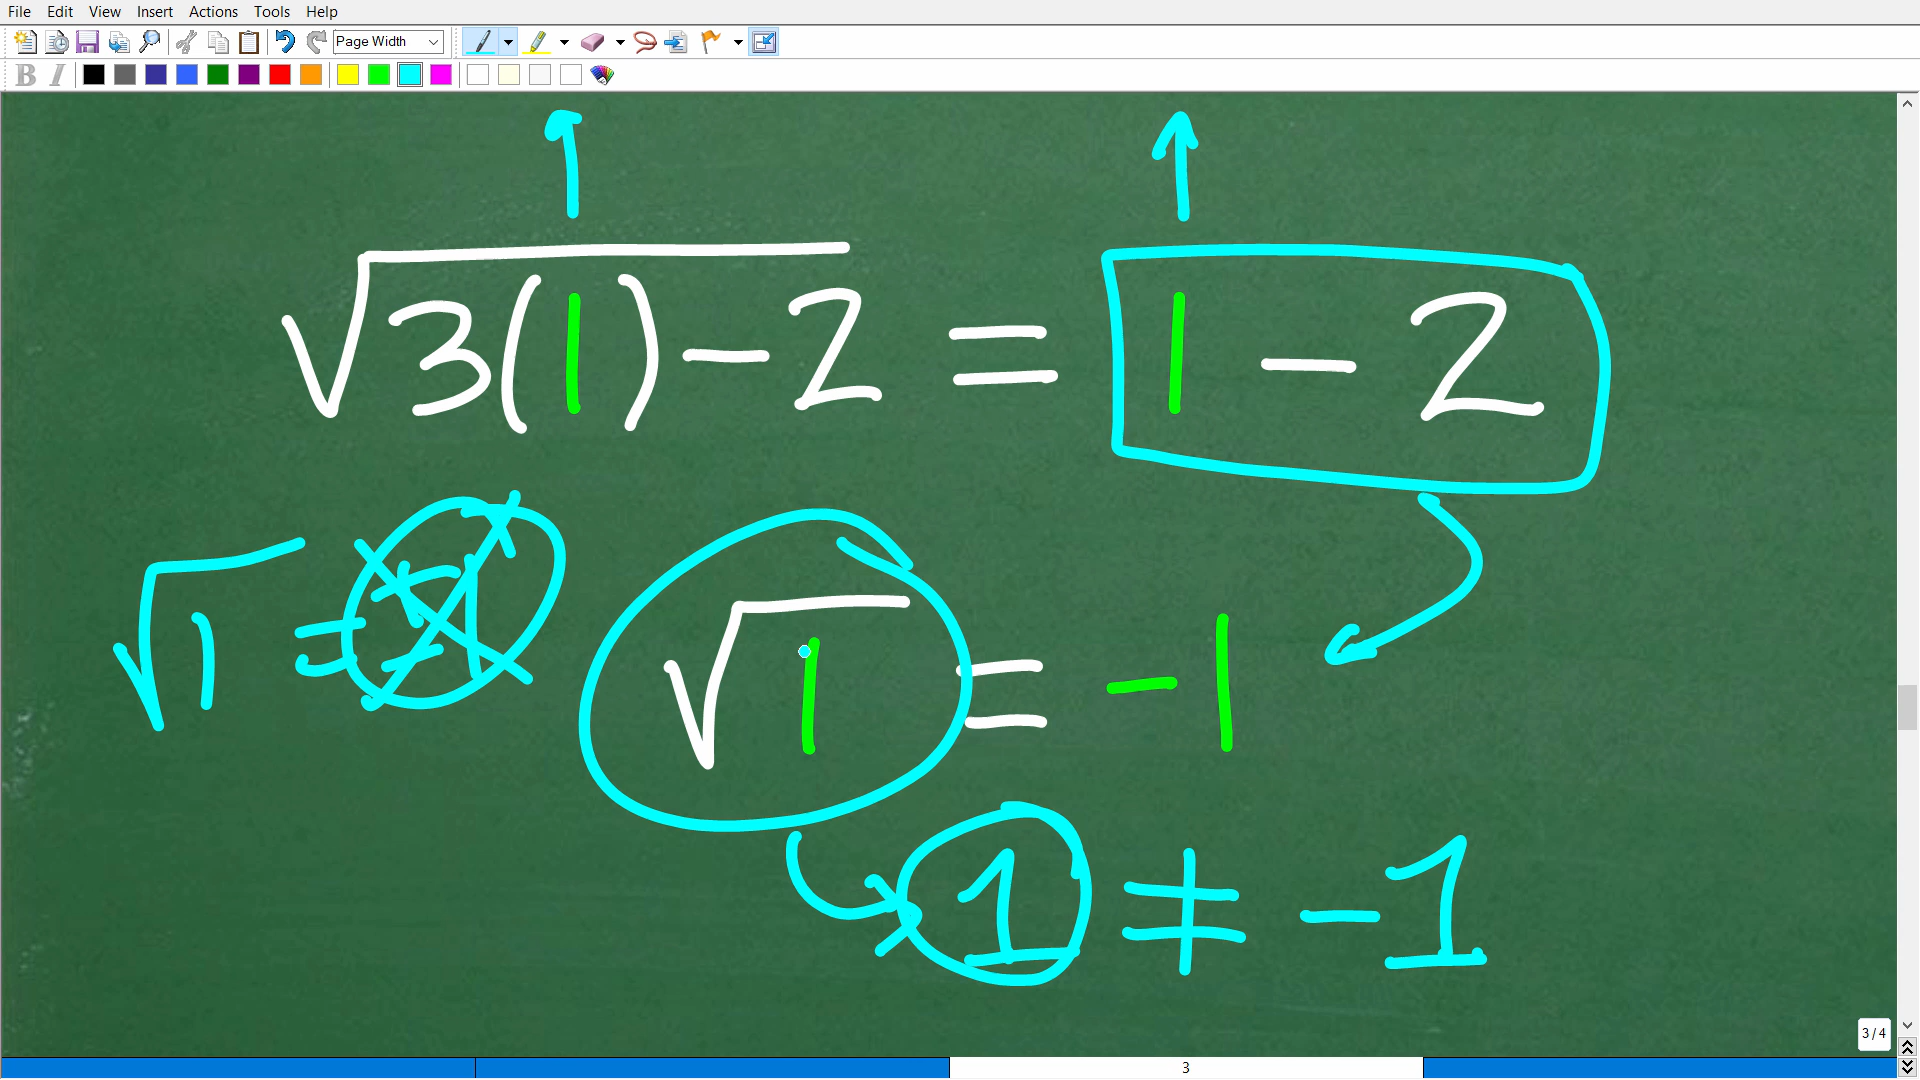 File Edit View Insert Actions Tools Help
Page Width
B I
√3(1)-2 = 1-2
√1 = ±1 √1 = -1
1 ≠ -1
3/4
3